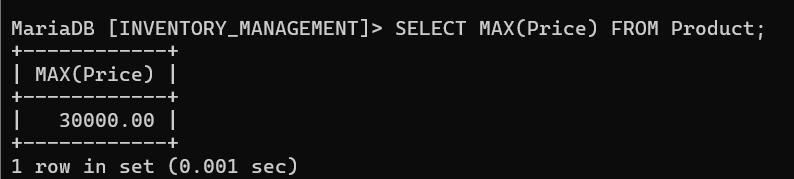 MariaDB [INVENTORY_MANAGEMENT]> SELECT MAX(Price) FROM Product;
+------------+
| MAX(Price) |
+------------+
|   30000.00 |
+------------+
1 row in set (0.001 sec)